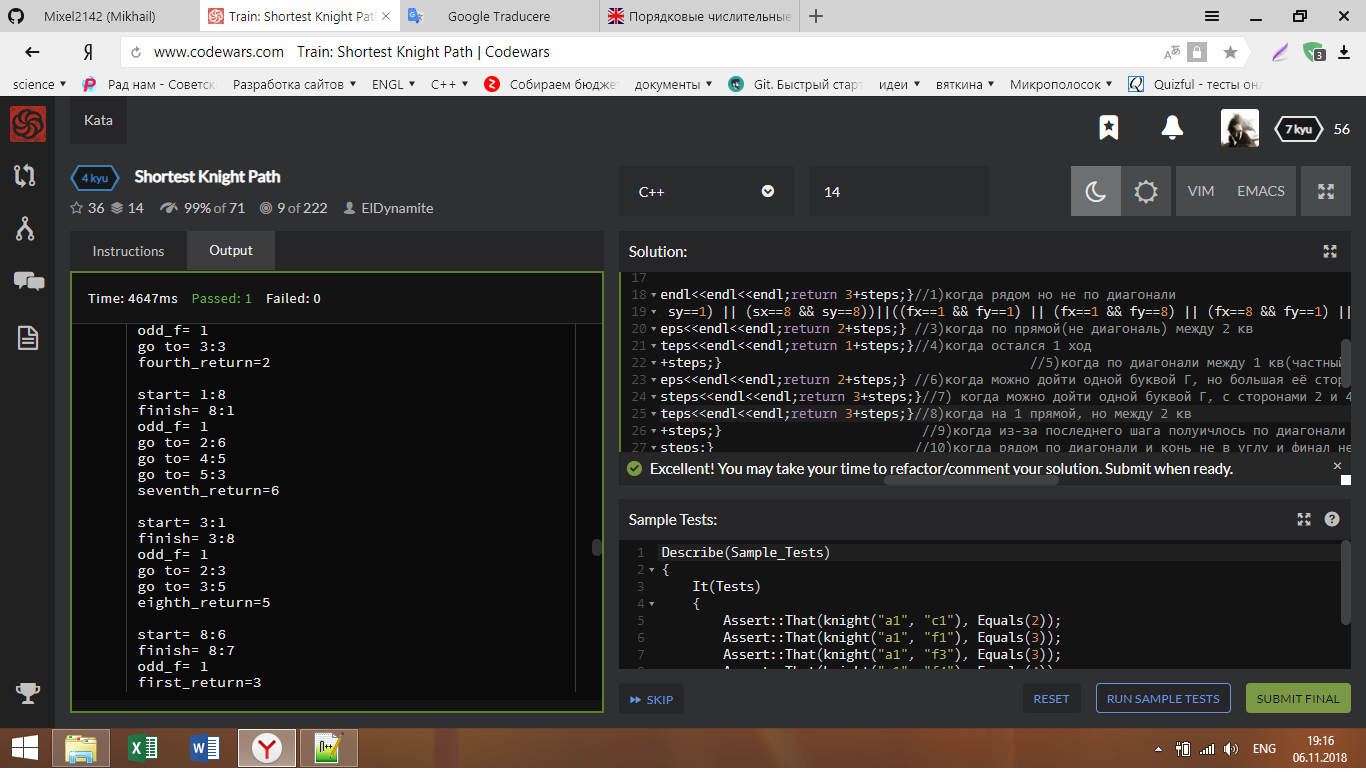 Mixel2142 (Mikhail)
Train: Shortest Knight Pat
Google Traducere
Порядковые числительные
Я
www.codewars.com Train: Shortest Knight Path | Codewars
3
science
Рад нам - Советск
Разработка сайтов
ENGL
C++
Собираем бюдже
документы
Git. Быстрый стар
идеи
вяткина
Микрополосок
Quizful - тесты он
Kata
7 kyu 56
4 kyu Shortest Knight Path
36 14 99% of 71 9 of 222 ElDynamite
C++
14
VIM EMACS
Instructions Output
Time: 4647ms Passed: 1 Failed: 0
odd_f= 1
go to= 3:3
fourth_return=2
start= 1:8
finish= 8:1
odd_f= 1
go to= 2:6
go to= 4:5
go to= 5:3
seventh_return=6
start= 3:1
finish= 3:8
odd_f= 1
go to= 2:3
go to= 3:5
eighth_return=5
start= 8:6
finish= 8:7
odd_f= 1
first_return=3
Solution:
17
18 endl<<endl<<endl;return 3+steps;}//1)когда рядом но не по диагонали
19 sy==1) || (sx==8 && sy==8))||((fx==1 && fy==1) || (fx==1 && fy==8) || (fx==8 && fy==1) ||
20 eps<<endl<<endl;return 2+steps;} //3)когда по прямой(не диагональ) между 2 кв
21 teps<<endl<<endl;return 1+steps;}//4)когда остался 1 ход
22 +steps;} //5)когда по диагонали между 1 кв(частный
23 eps<<endl<<endl;return 2+steps;} //6)когда можно дойти одной буквой Г, но большая её стор
24 steps<<endl<<endl;return 3+steps;}//7) когда можно дойти одной буквой Г, с сторонами 2 и 4
25 teps<<endl<<endl;return 3+steps;}//8)когда на 1 прямой, но между 2 кв
26 +steps;} //9)когда из-за последнего шага полуичлось по диагонали
27 steps;} //10)когда рядом по диагонали и конь не в углу и финал не
Excellent! You may take your time to refactor/comment your solution. Submit when ready.
Sample Tests:
1 Describe(Sample_Tests)
2 {
3 It(Tests)
4 {
5 Assert::That(knight("a1", "c1"), Equals(2));
6 Assert::That(knight("a1", "f1"), Equals(3));
7 Assert::That(knight("a1", "f3"), Equals(3));
SKIP
RESET
RUN SAMPLE TESTS
SUBMIT FINAL
ENG
19:16
06.11.2018